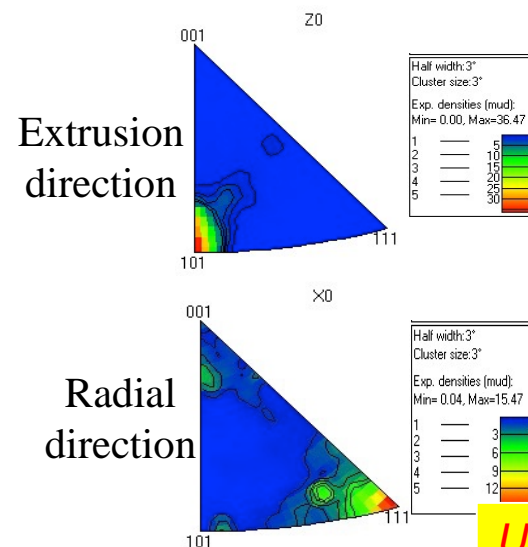 Z0
001
Extrusion
direction
101
111
Half width:3°
Cluster size:3°
Exp. densities (mud):
Min= 0.00, Max=36.47
1
2
3
4
5
5
10
15
20
25
30
X0
001
Radial
direction
101
111
Half width:3°
Cluster size:3°
Exp. densities (mud):
Min= 0.04, Max=15.47
1
2
3
4
5
3
6
9
12